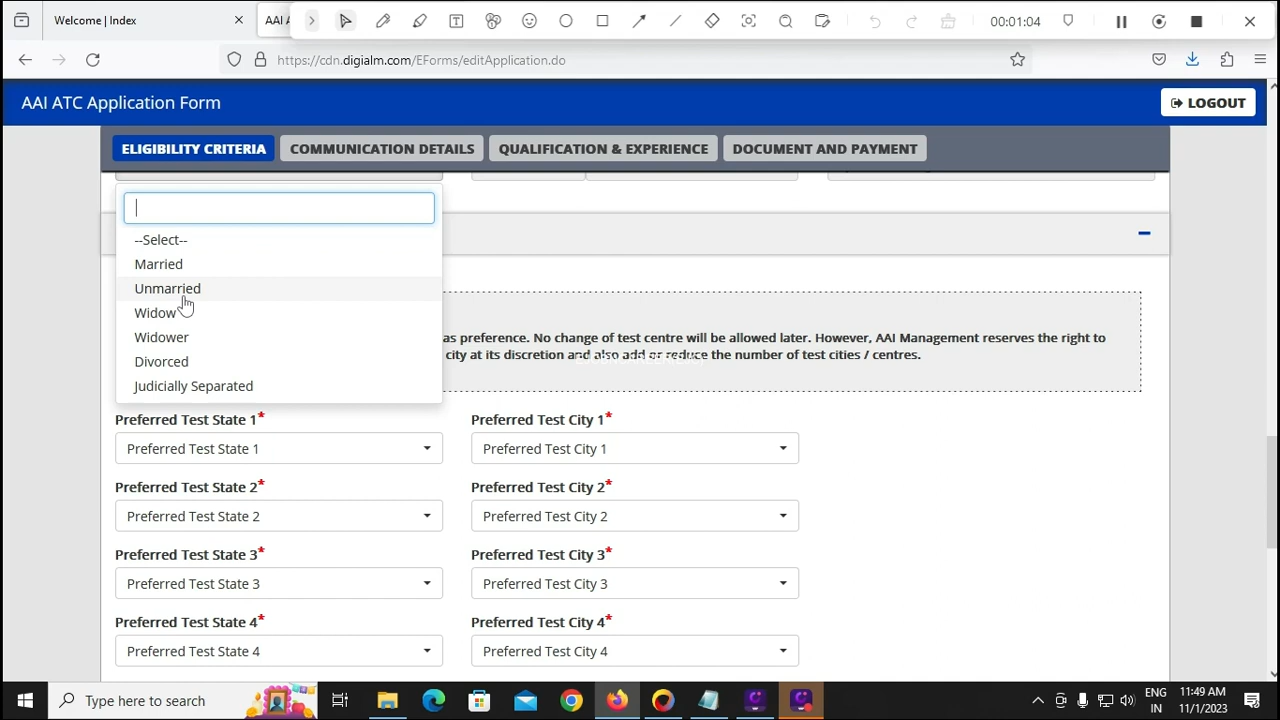 Welcome | Index
AAI A
00:01:04
https://cdn.digialm.com/EForms/editApplication.do
AAI ATC Application Form
LOGOUT
ELIGIBILITY CRITERIA
COMMUNICATION DETAILS
QUALIFICATION & EXPERIENCE
DOCUMENT AND PAYMENT
--Select--
Married
Unmarried
Widow
Widower
Divorced
Judicially Separated
as preference. No change of test centre will be allowed later. However, AAI Management reserves the right to
city at its discretion and also add or reduce the number of test cities / centres.
Preferred Test State 1*
Preferred Test City 1*
Preferred Test State 1
Preferred Test City 1
Preferred Test State 2*
Preferred Test City 2*
Preferred Test State 2
Preferred Test City 2
Preferred Test State 3*
Preferred Test City 3*
Preferred Test State 3
Preferred Test City 3
Preferred Test State 4*
Preferred Test City 4*
Preferred Test State 4
Preferred Test City 4
Type here to search
ENG
IN
11:49 AM
11/1/2023